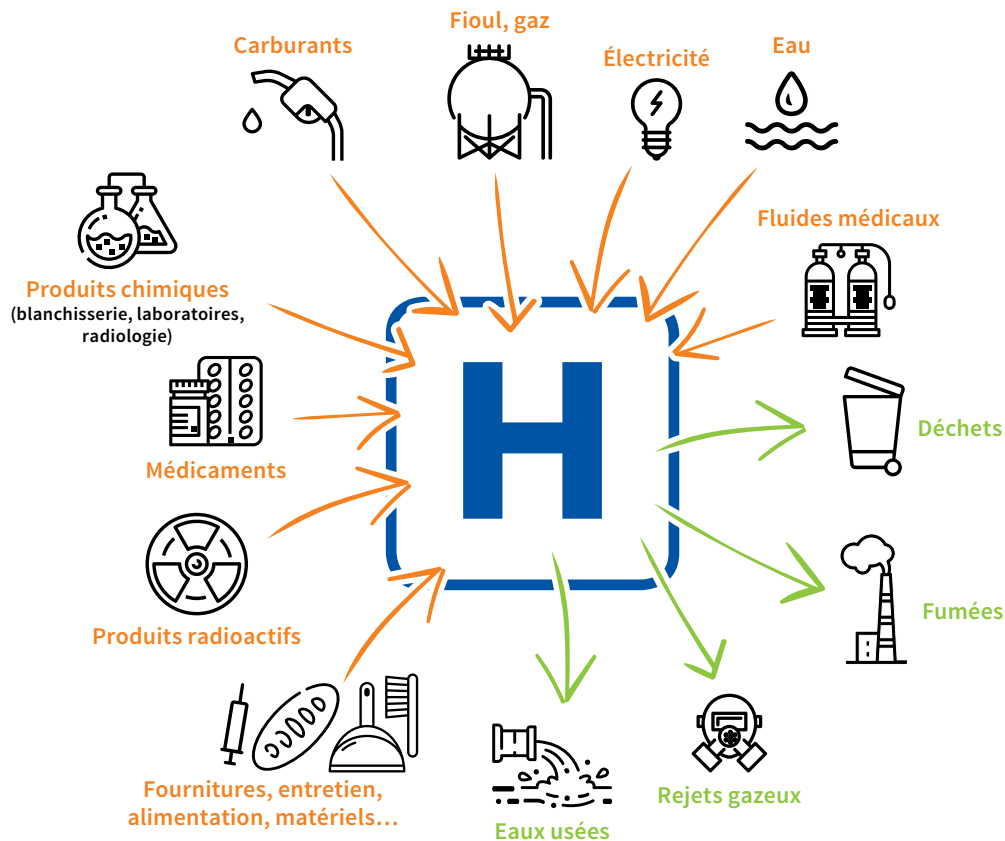 Fioul, gaz
Carburants
Électricité
Eau
Fluides médicaux
Produits chimiques
(blanchisserie, laboratoires,
radiologie)
H
Déchets
Médicaments
Fumées
Produits radioactifs
Fournitures, entretien,
alimentation, matériels...
Rejets gazeux
Eaux usées